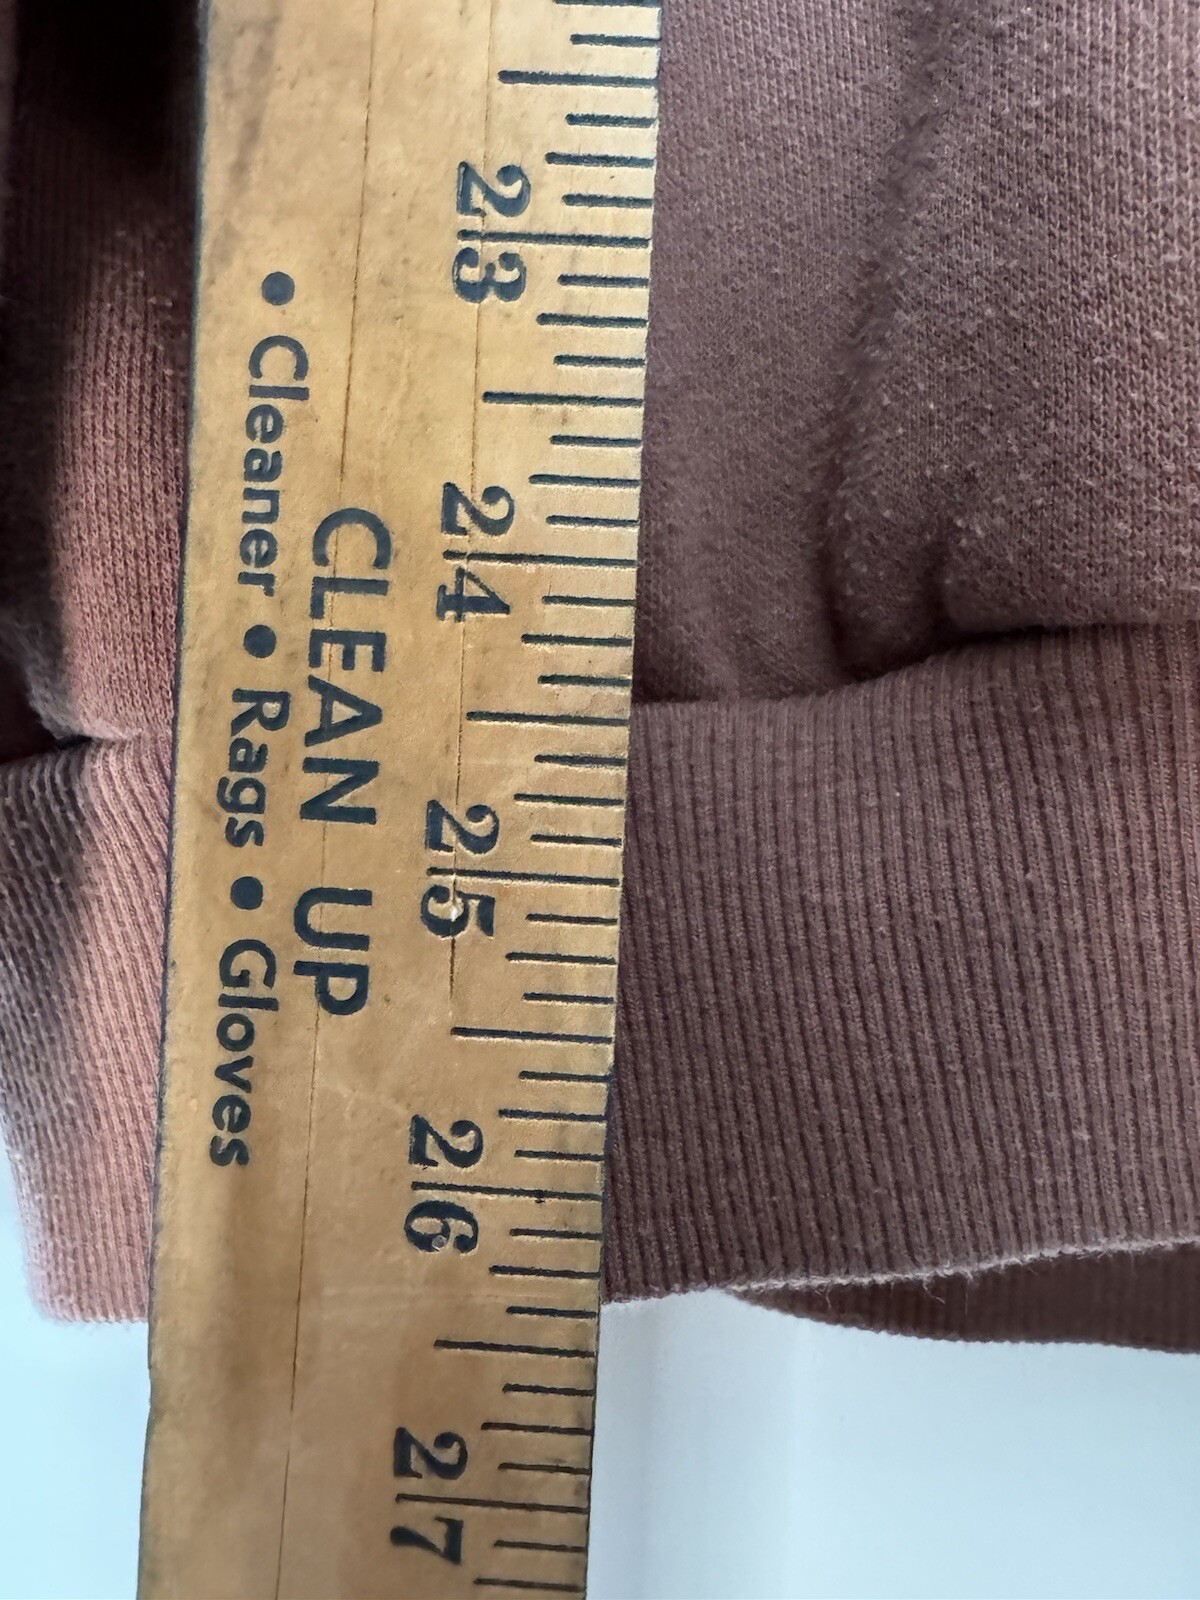 23
24
25
26
27
CLEAN UP
• Cleaner • Rags • Gloves